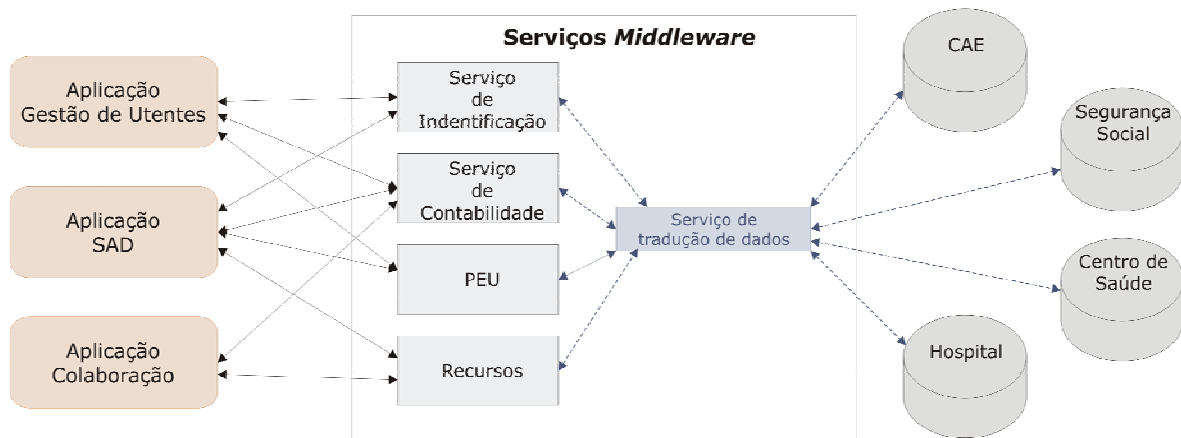 Serviços Middleware
Aplicação
Gestão de Utentes
Aplicação
SAD
Aplicação
Colaboração
Serviço
de
Indentificação
Serviço
de
Contabilidade
PEU
Recursos
Serviço de
tradução de dados
CAE
Segurança
Social
Centro de
Saúde
Hospital